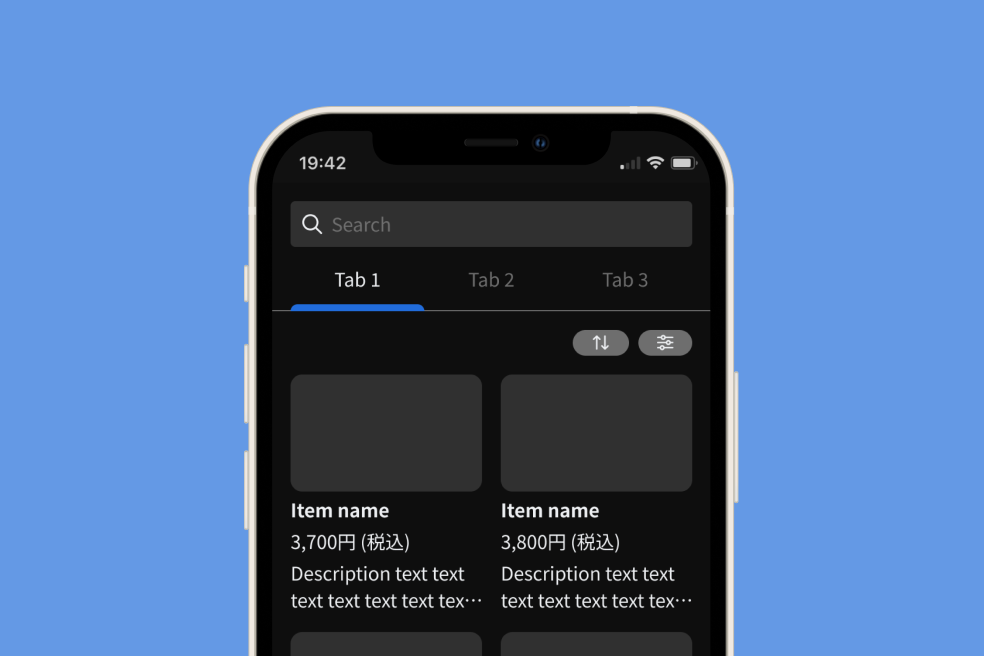 19:42
Search
Tab 1 Tab 2 Tab 3
Item name
3,700円 (税込)
Description text text
text text text text tex…
Item name
3,800円 (税込)
Description text text
text text text text tex…